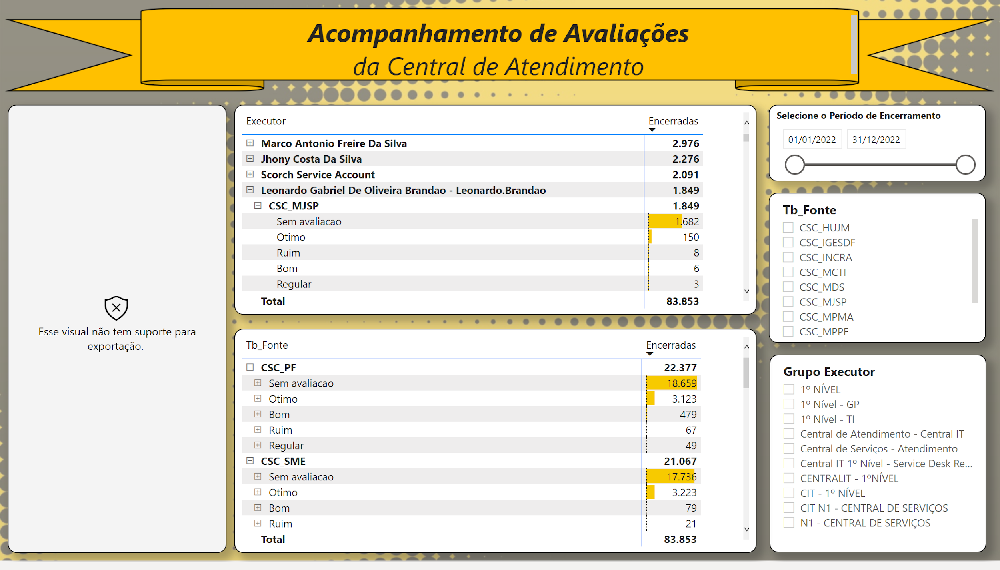 Acompanhamento de Avaliações
da Central de Atendimento
Esse visual não tem suporte para
exportação.
Executor Encerradas
Marco Antonio Freire Da Silva 2.976
Jhony Costa Da Silva 2.276
Scorch Service Account 2.091
Leonardo Gabriel De Oliveira Brandao - Leonardo.Brandao 1.849
CSC_MJSP 1.849
Sem avaliacao 1.682
Otimo 150
Ruim 8
Bom 6
Regular 3
Total 83.853
Tb_Fonte Encerradas
CSC_PF 22.377
Sem avaliacao 18.659
Otimo 3.123
Bom 479
Ruim 67
Regular 49
CSC_SME 21.067
Sem avaliacao 17.736
Otimo 3.223
Bom 79
Ruim 21
Total 83.853
Selecione o Período de Encerramento
01/01/2022 31/12/2022
Tb_Fonte
CSC_HUJM
CSC_IGESDF
CSC_INCRA
CSC_MCTI
CSC_MDS
CSC_MJSP
CSC_MPMA
CSC_MPPE
Grupo Executor
1º NÍVEL
1º Nível - GP
1º Nível - TI
Central de Atendimento - Central IT
Central de Serviços - Atendimento
Central IT 1º Nível - Service Desk Re...
CENTRALIT - 1ºNÍVEL
CIT - 1º NÍVEL
CIT N1 - CENTRAL DE SERVIÇOS
N1 - CENTRAL DE SERVIÇOS